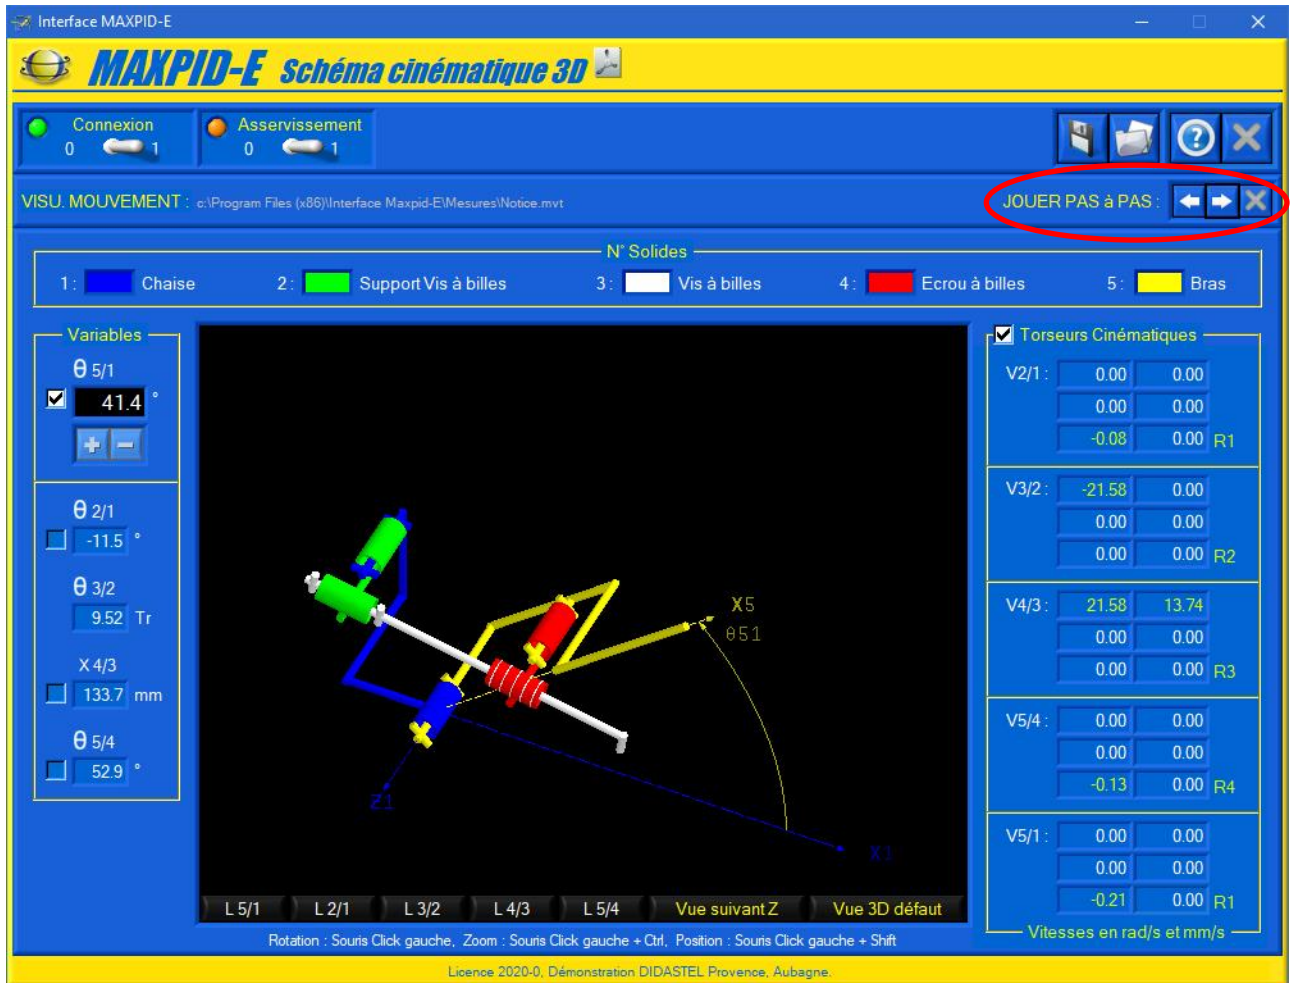 Interface MAXPID-E
MAXPID-E Schéma cinématique 3D
Connexion
0 1
Asservissement
0 1
VISU. MOUVEMENT : c:\Program Files (x86)\Interface Maxpid-E\Mesures\Notice.mvt
JOUER PAS à PAS :
N° Solides
1 : Chaise 2 : Support Vis à billes 3 : Vis à billes 4 : Ecrou à billes 5 : Bras
Variables
θ 5/1
41.4 °
+ −
θ 2/1
-11.5 °
θ 3/2
9.52 Tr
X 4/3
133.7 mm
θ 5/4
52.9 °
X5
θ51
Z1
X1
L 5/1 L 2/1 L 3/2 L 4/3 L 5/4 Vue suivant Z Vue 3D défaut
Rotation : Souris Click gauche, Zoom : Souris Click gauche + Ctrl, Position : Souris Click gauche + Shift
Torseurs Cinématiques
V2/1 : 0.00 0.00
0.00 0.00
-0.08 0.00 R1
V3/2 : -21.58 0.00
0.00 0.00
0.00 0.00 R2
V4/3 : 21.58 13.74
0.00 0.00
0.00 0.00 R3
V5/4 : 0.00 0.00
0.00 0.00
-0.13 0.00 R4
V5/1 : 0.00 0.00
0.00 0.00
-0.21 0.00 R1
Vitesses en rad/s et mm/s
Licence 2020-0, Démonstration DIDASTEL Provence, Aubagne.